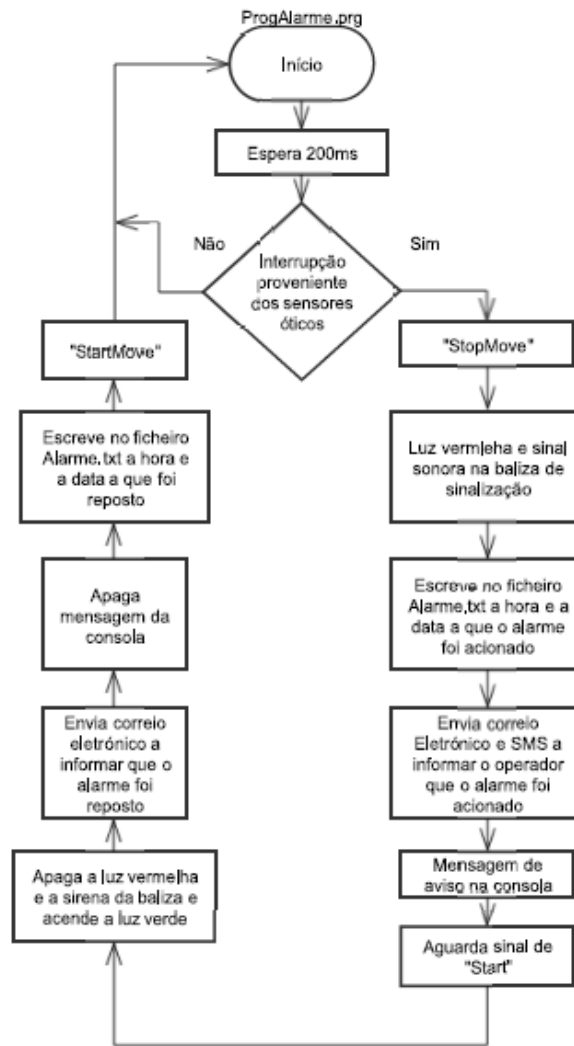 ProgAlarme.prg
Início
Espera 200ms
Não
Sim
Interrupção
proveniente
dos sensores
óticos
"StopMove"
Luz vermleha e sinal
sonora na baliza de
sinalização
Escreve no ficheiro
Alarme.txt a hora e a
data a que o alarme
foi acionado
Envia correio
Eletrónico e SMS a
informar o operador
que o alarme foi
acionado
Mensagem de
aviso na consola
Aguarda sinal de
"Start"
Apaga a luz vermelha
e a sirena da baliza e
acende a luz verde
Envia correio
eletrónico a
informar que o
alarme foi
reposto
Apaga
mensagem da
consola
Escreve no ficheiro
Alarme.txt a hora e
a data a que foi
reposto
"StartMove"